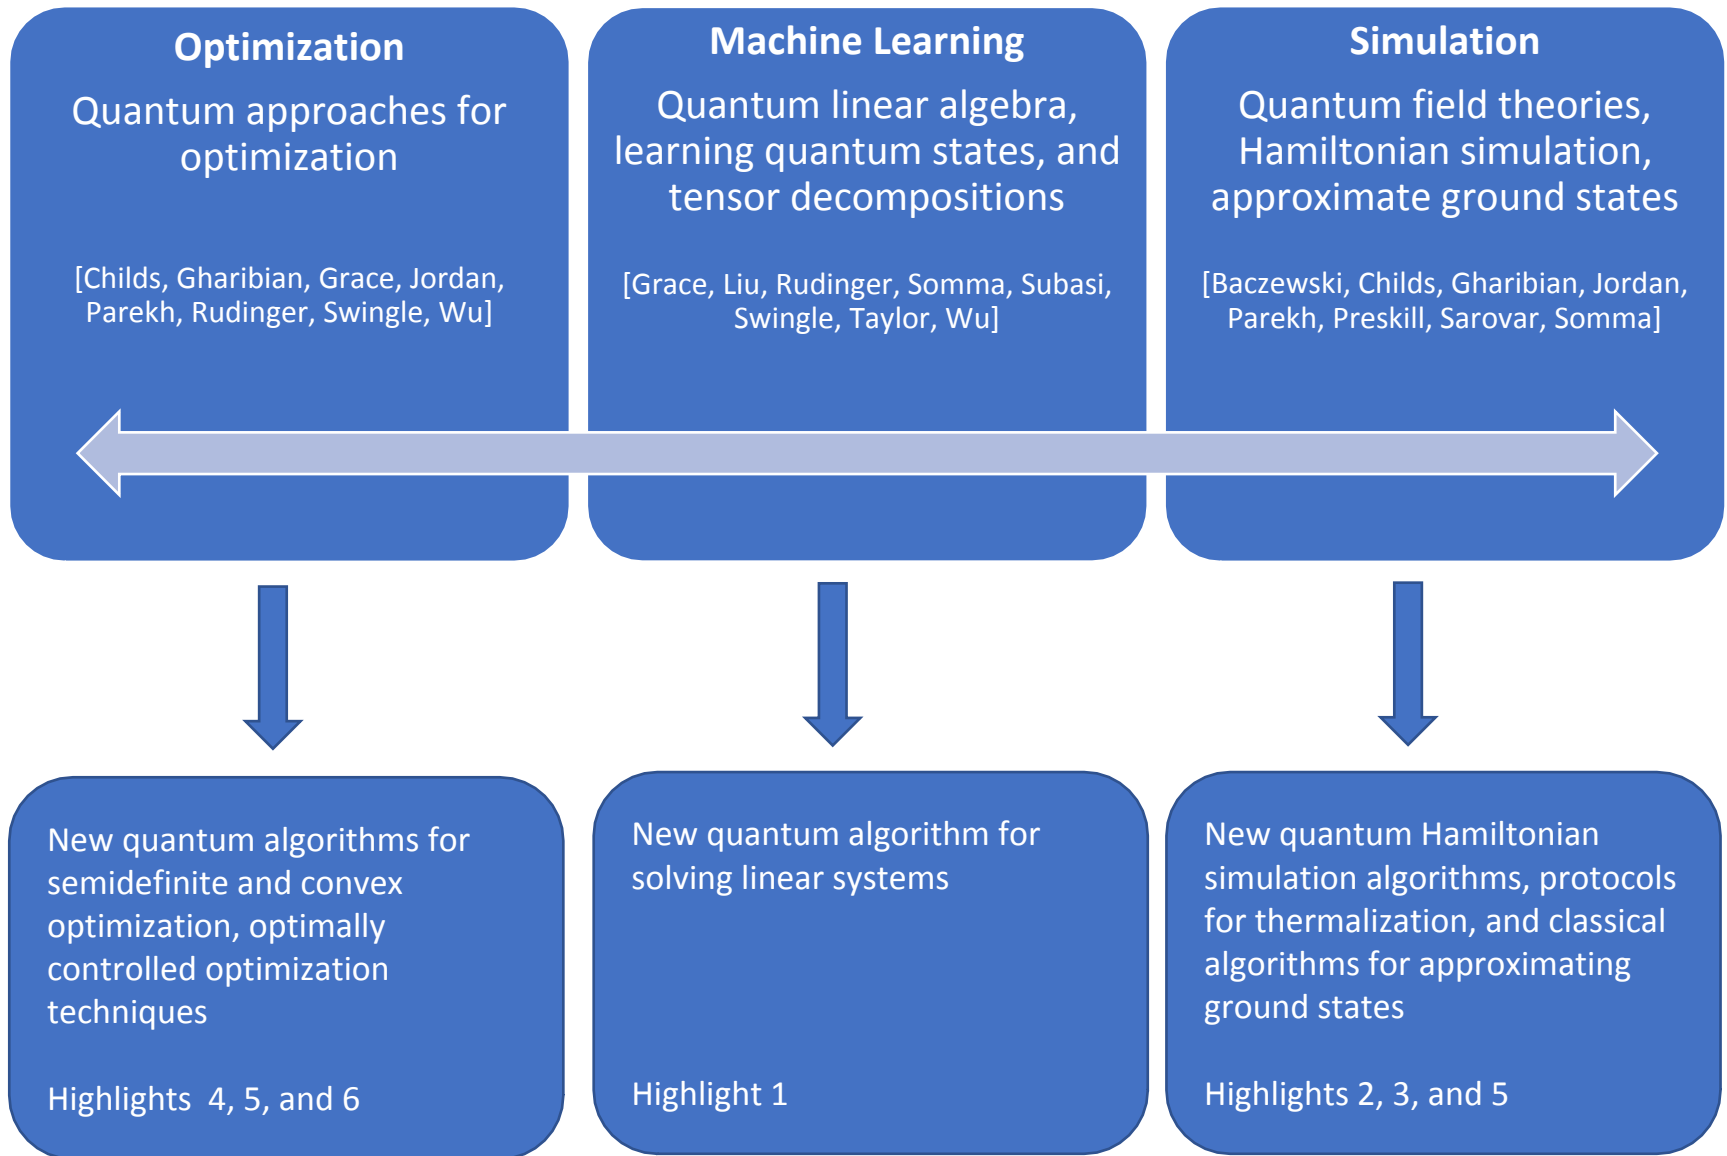 Optimization
Quantum approaches for
optimization
[Childs, Gharibian, Grace, Jordan,
Parekh, Rudinger, Swingle, Wu]
Machine Learning
Quantum linear algebra,
learning quantum states, and
tensor decompositions
[Grace, Liu, Rudinger, Somma, Subasi,
Swingle, Taylor, Wu]
Simulation
Quantum field theories,
Hamiltonian simulation,
approximate ground states
[Baczewski, Childs, Gharibian, Jordan,
Parekh, Preskill, Sarovar, Somma]
New quantum algorithms for
semidefinite and convex
optimization, optimally
controlled optimization
techniques
Highlights  4, 5, and 6
New quantum algorithm for
solving linear systems
Highlight 1
New quantum Hamiltonian
simulation algorithms, protocols
for thermalization, and classical
algorithms for approximating
ground states
Highlights 2, 3, and 5